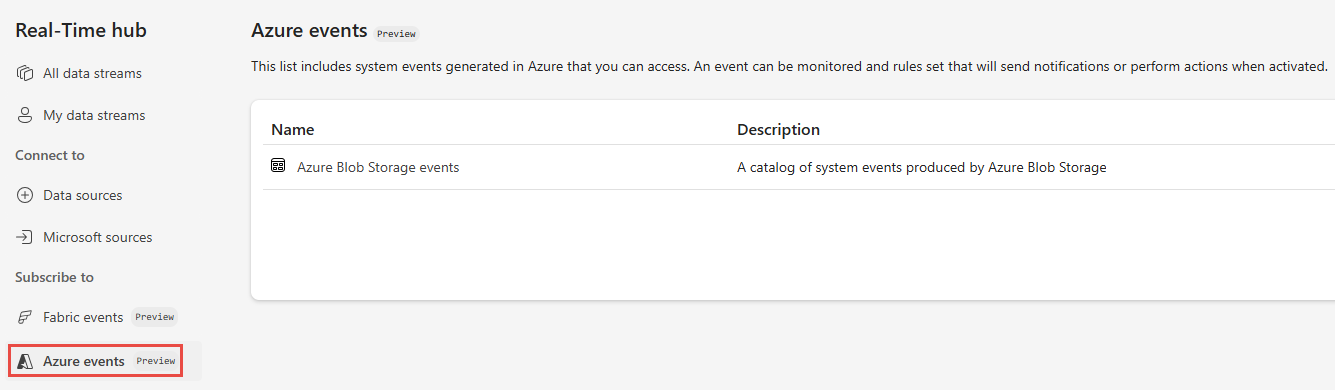 Real-Time hub
All data streams
My data streams
Connect to
Data sources
Microsoft sources
Subscribe to
Fabric events Preview
Azure events Preview
Azure events Preview
This list includes system events generated in Azure that you can access. An event can be monitored and rules set that will send notifications or perform actions when activated.
Name Description
Azure Blob Storage events A catalog of system events produced by Azure Blob Storage